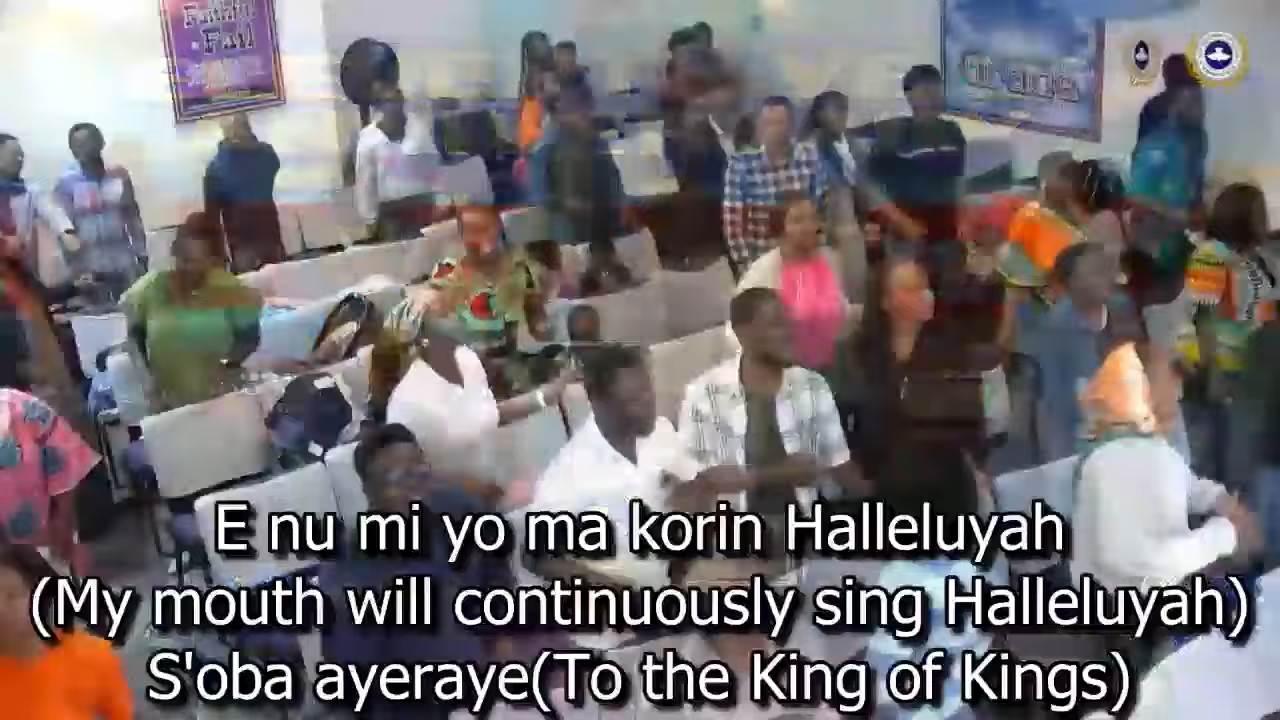 E nu mi yo ma korin Halleluyah
(My mouth will continuously sing Halleluyah)
S'oba ayeraye(To the King of Kings)